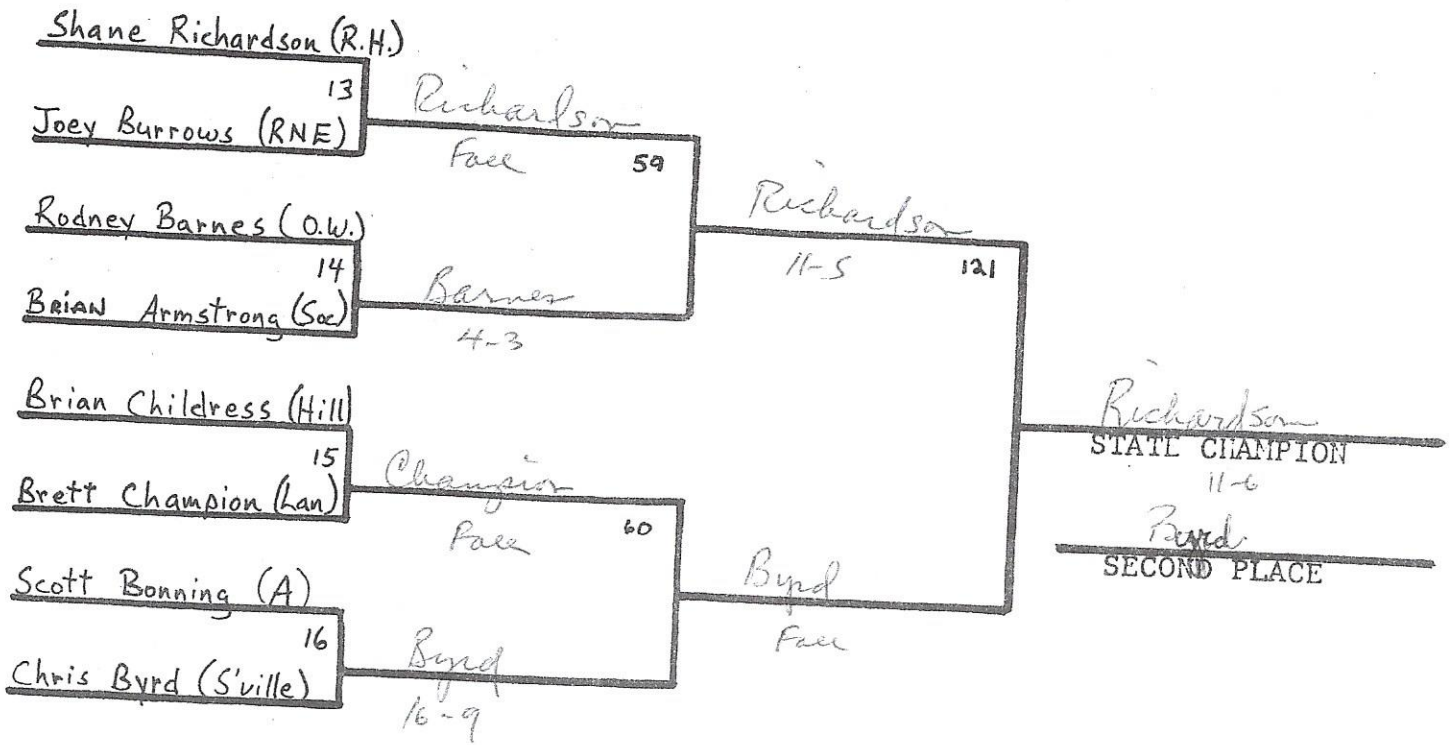 Shane Richardson (R.H.)
13
Joey Burrows (RNE)
Richardson
Fall
59
Rodney Barnes (O.W.)
14
BRIAN Armstrong (Soc)
Barnes
4-3
Richardson
11-5
121
Brian Childress (Hill)
15
Brett Champion (Lan)
Champion
Fall
60
Scott Bonning (A)
16
Chris Byrd (S'ville)
Byrd
16-9
Byrd
Fall
Richardson
STATE CHAMPION
11-6
Byrd
SECOND PLACE